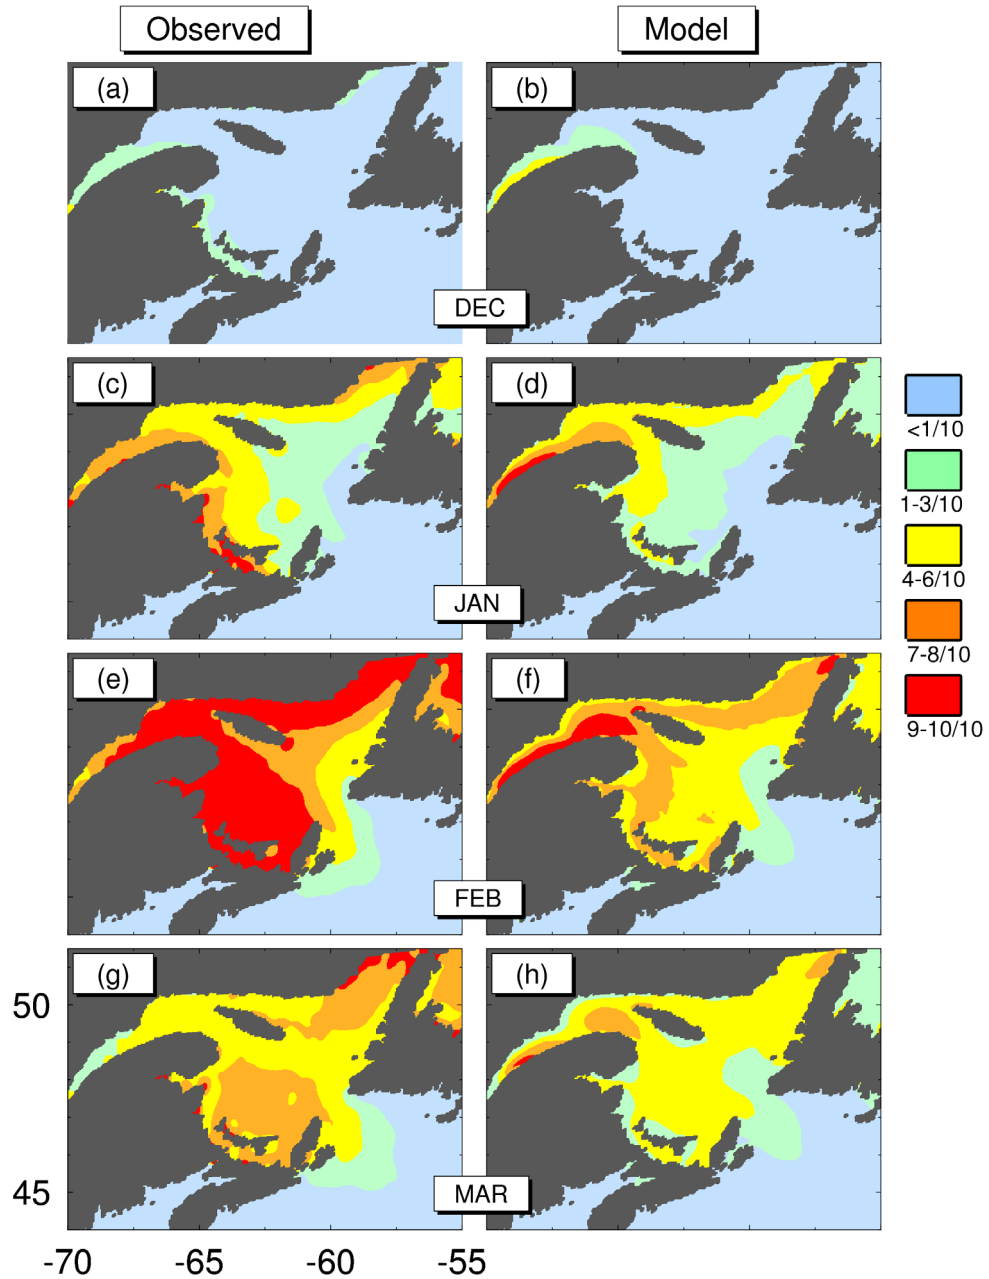 Observed
Model
(a)
(b)
DEC
(c)
(d)
JAN
<1/10
1-3/10
4-6/10
7-8/10
9-10/10
(e)
(f)
FEB
(g)
(h)
MAR
50
45
-70
-65
-60
-55